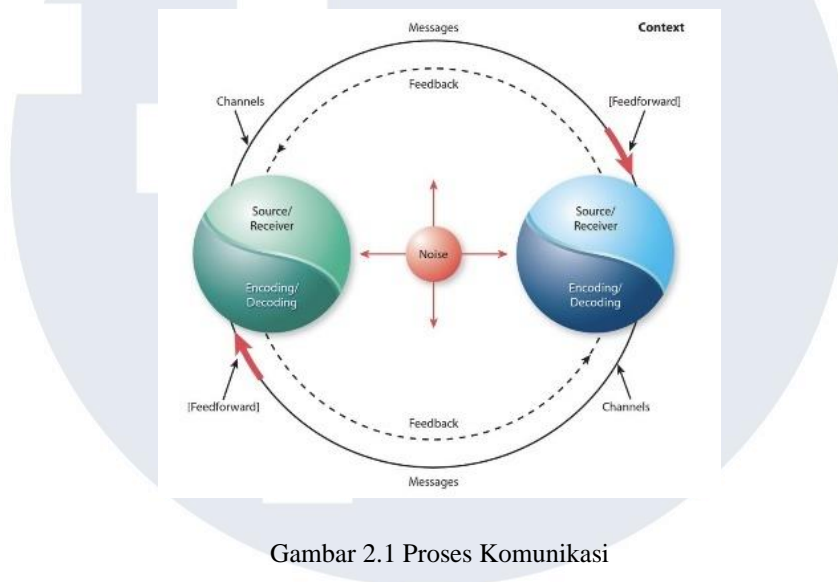 Messages
Context
Feedback
Channels
[Feedforward]
Source/
Receiver
Source/
Receiver
Noise
Encoding/
Decoding
Encoding/
Decoding
[Feedforward]
Channels
Feedback
Messages
Gambar 2.1 Proses Komunikasi